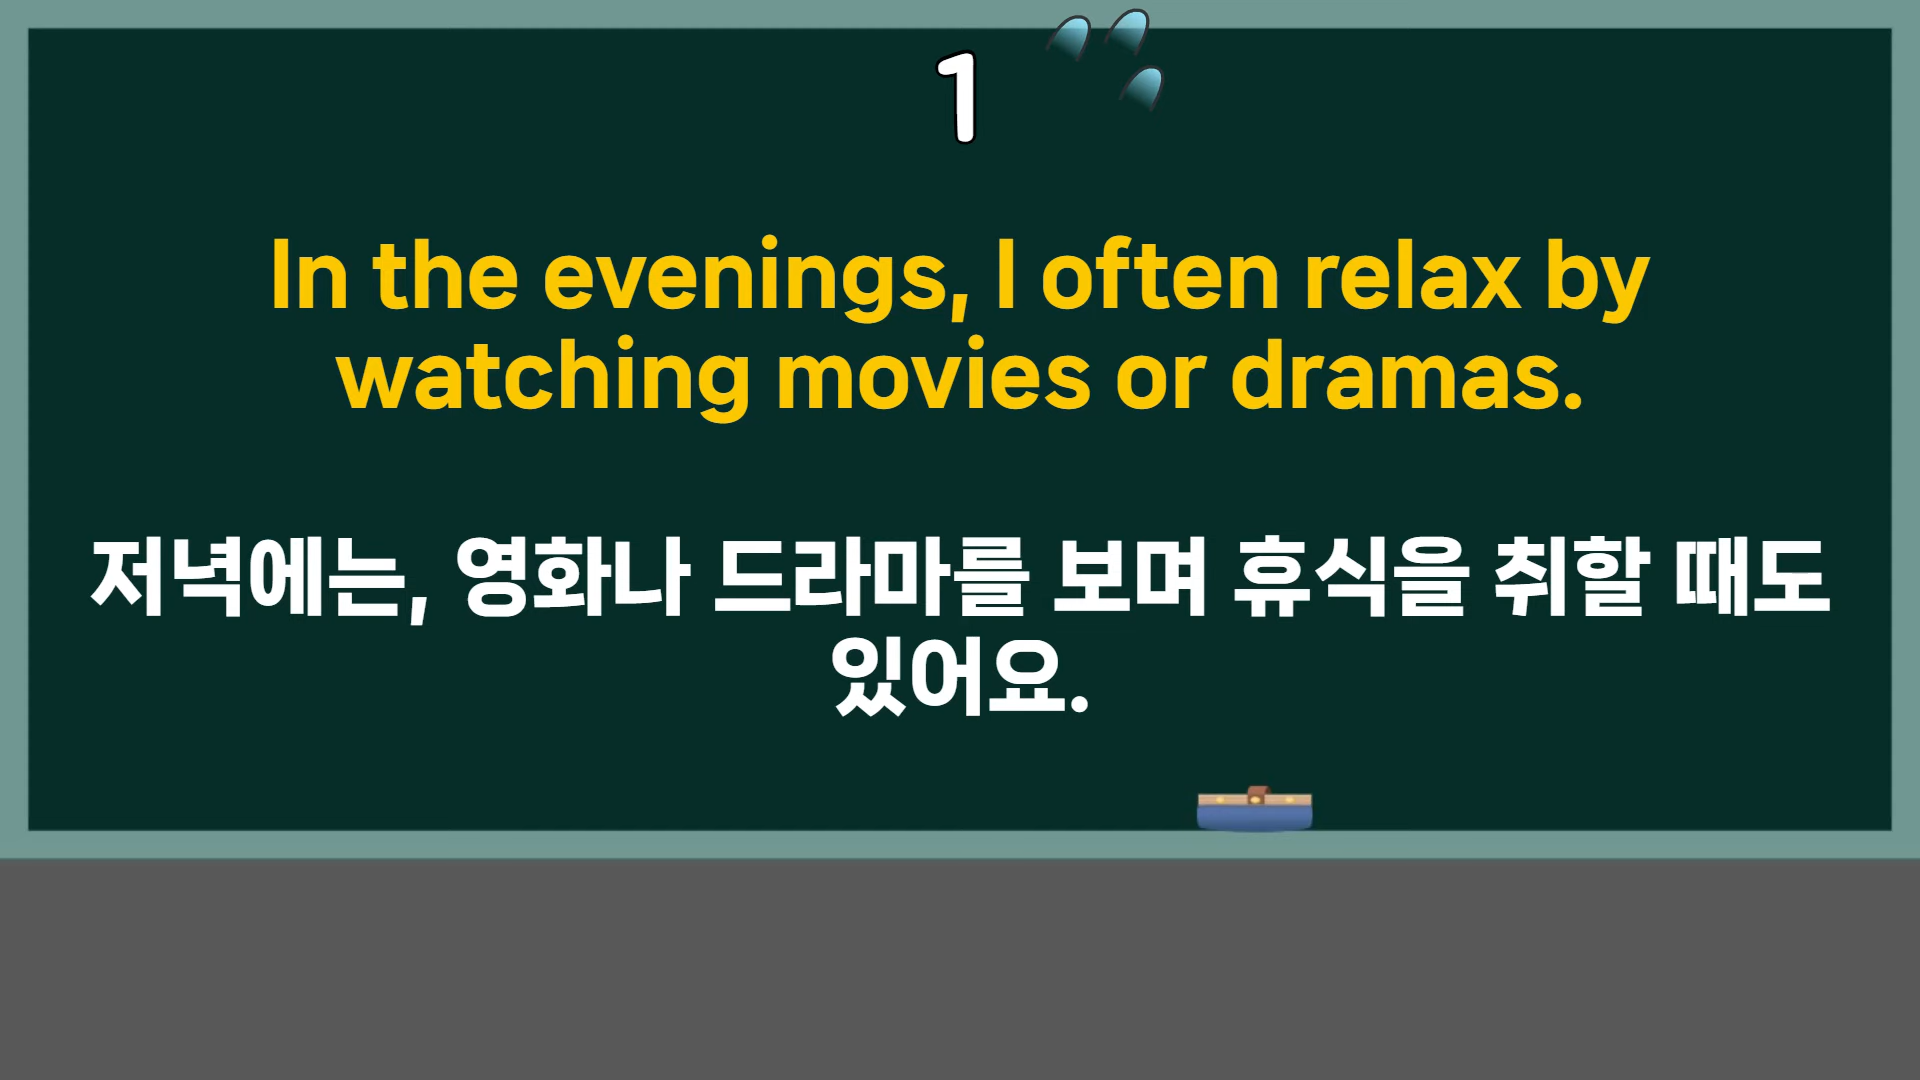 1
In the evenings, I often relax by
watching movies or dramas.
저녁에는, 영화나 드라마를 보며 휴식을 취할 때도
있어요.